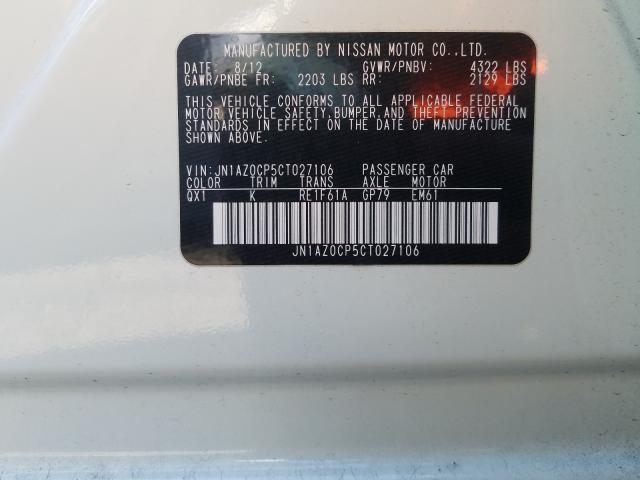 MANUFACTURED BY NISSAN MOTOR CO.,LTD.
DATE 8/12 GVWR/PNBV: 4322 LBS
GAWR/PNBE FR: 2203 LBS RR: 2129 LBS
THIS VEHICLE CONFORMS TO ALL APPLICABLE FEDERAL
MOTOR VEHICLE SAFETY,BUMPER,AND THEFT PREVENTION
STANDARDS IN EFFECT ON THE DATE OF MANUFACTURE
SHOWN ABOVE.
VIN:JN1AZ0CP5CT027106 PASSENGER CAR
COLOR TRIM TRANS AXLE MOTOR
QX1 K RE1F61A GP79 EM61
JN1AZ0CP5CT027106